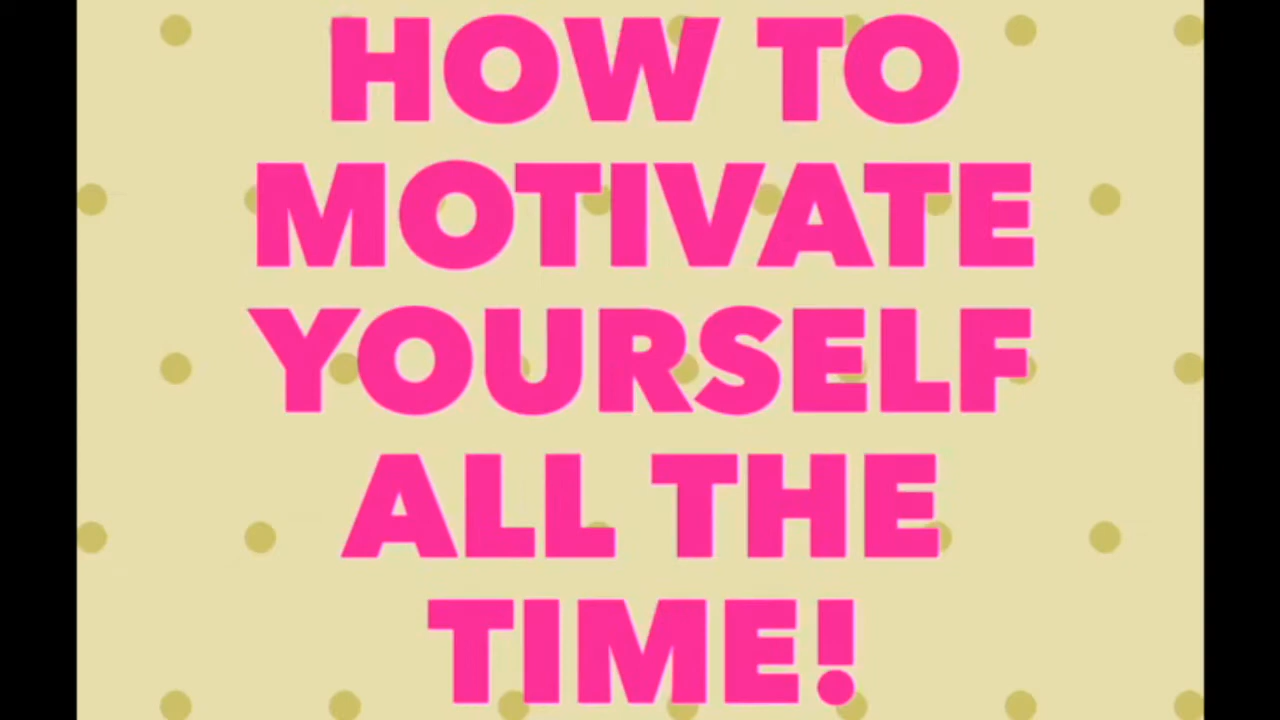 HOW TO
MOTIVATE
YOURSELF
ALL THE
TIME!